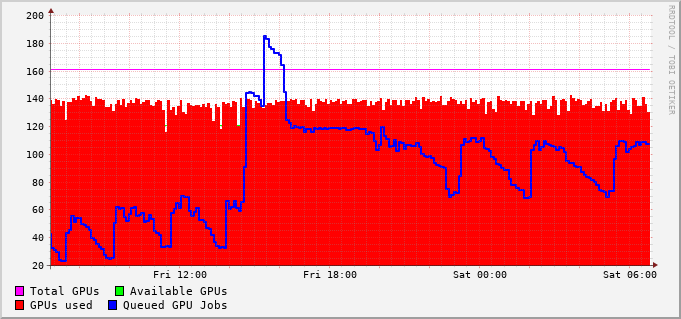 200
180
160
140
120
100
80
60
40
20
RRDTOOL / TOBI OETIKER
Fri 12:00 Fri 18:00 Sat 00:00 Sat 06:00
Total GPUs Available GPUs
GPUs used Queued GPU Jobs